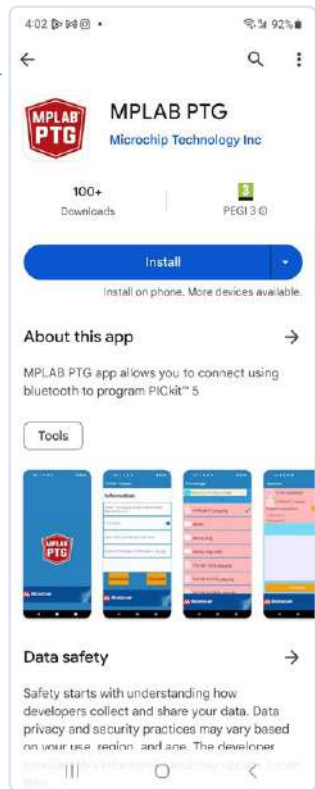 4:02
92%
MPLAB
PTG
MPLAB PTG
Microchip Technology Inc
100+
Downloads
3
PEGI 3
Install
Install on phone. More devices available.
About this app
MPLAB PTG app allows you to connect using
bluetooth to program PICkit™ 5
Tools
MPLAB
PTG
Information
Data safety
Safety starts with understanding how
developers collect and share your data. Data
privacy and security practices may vary based
on your use, region, and age. The developer